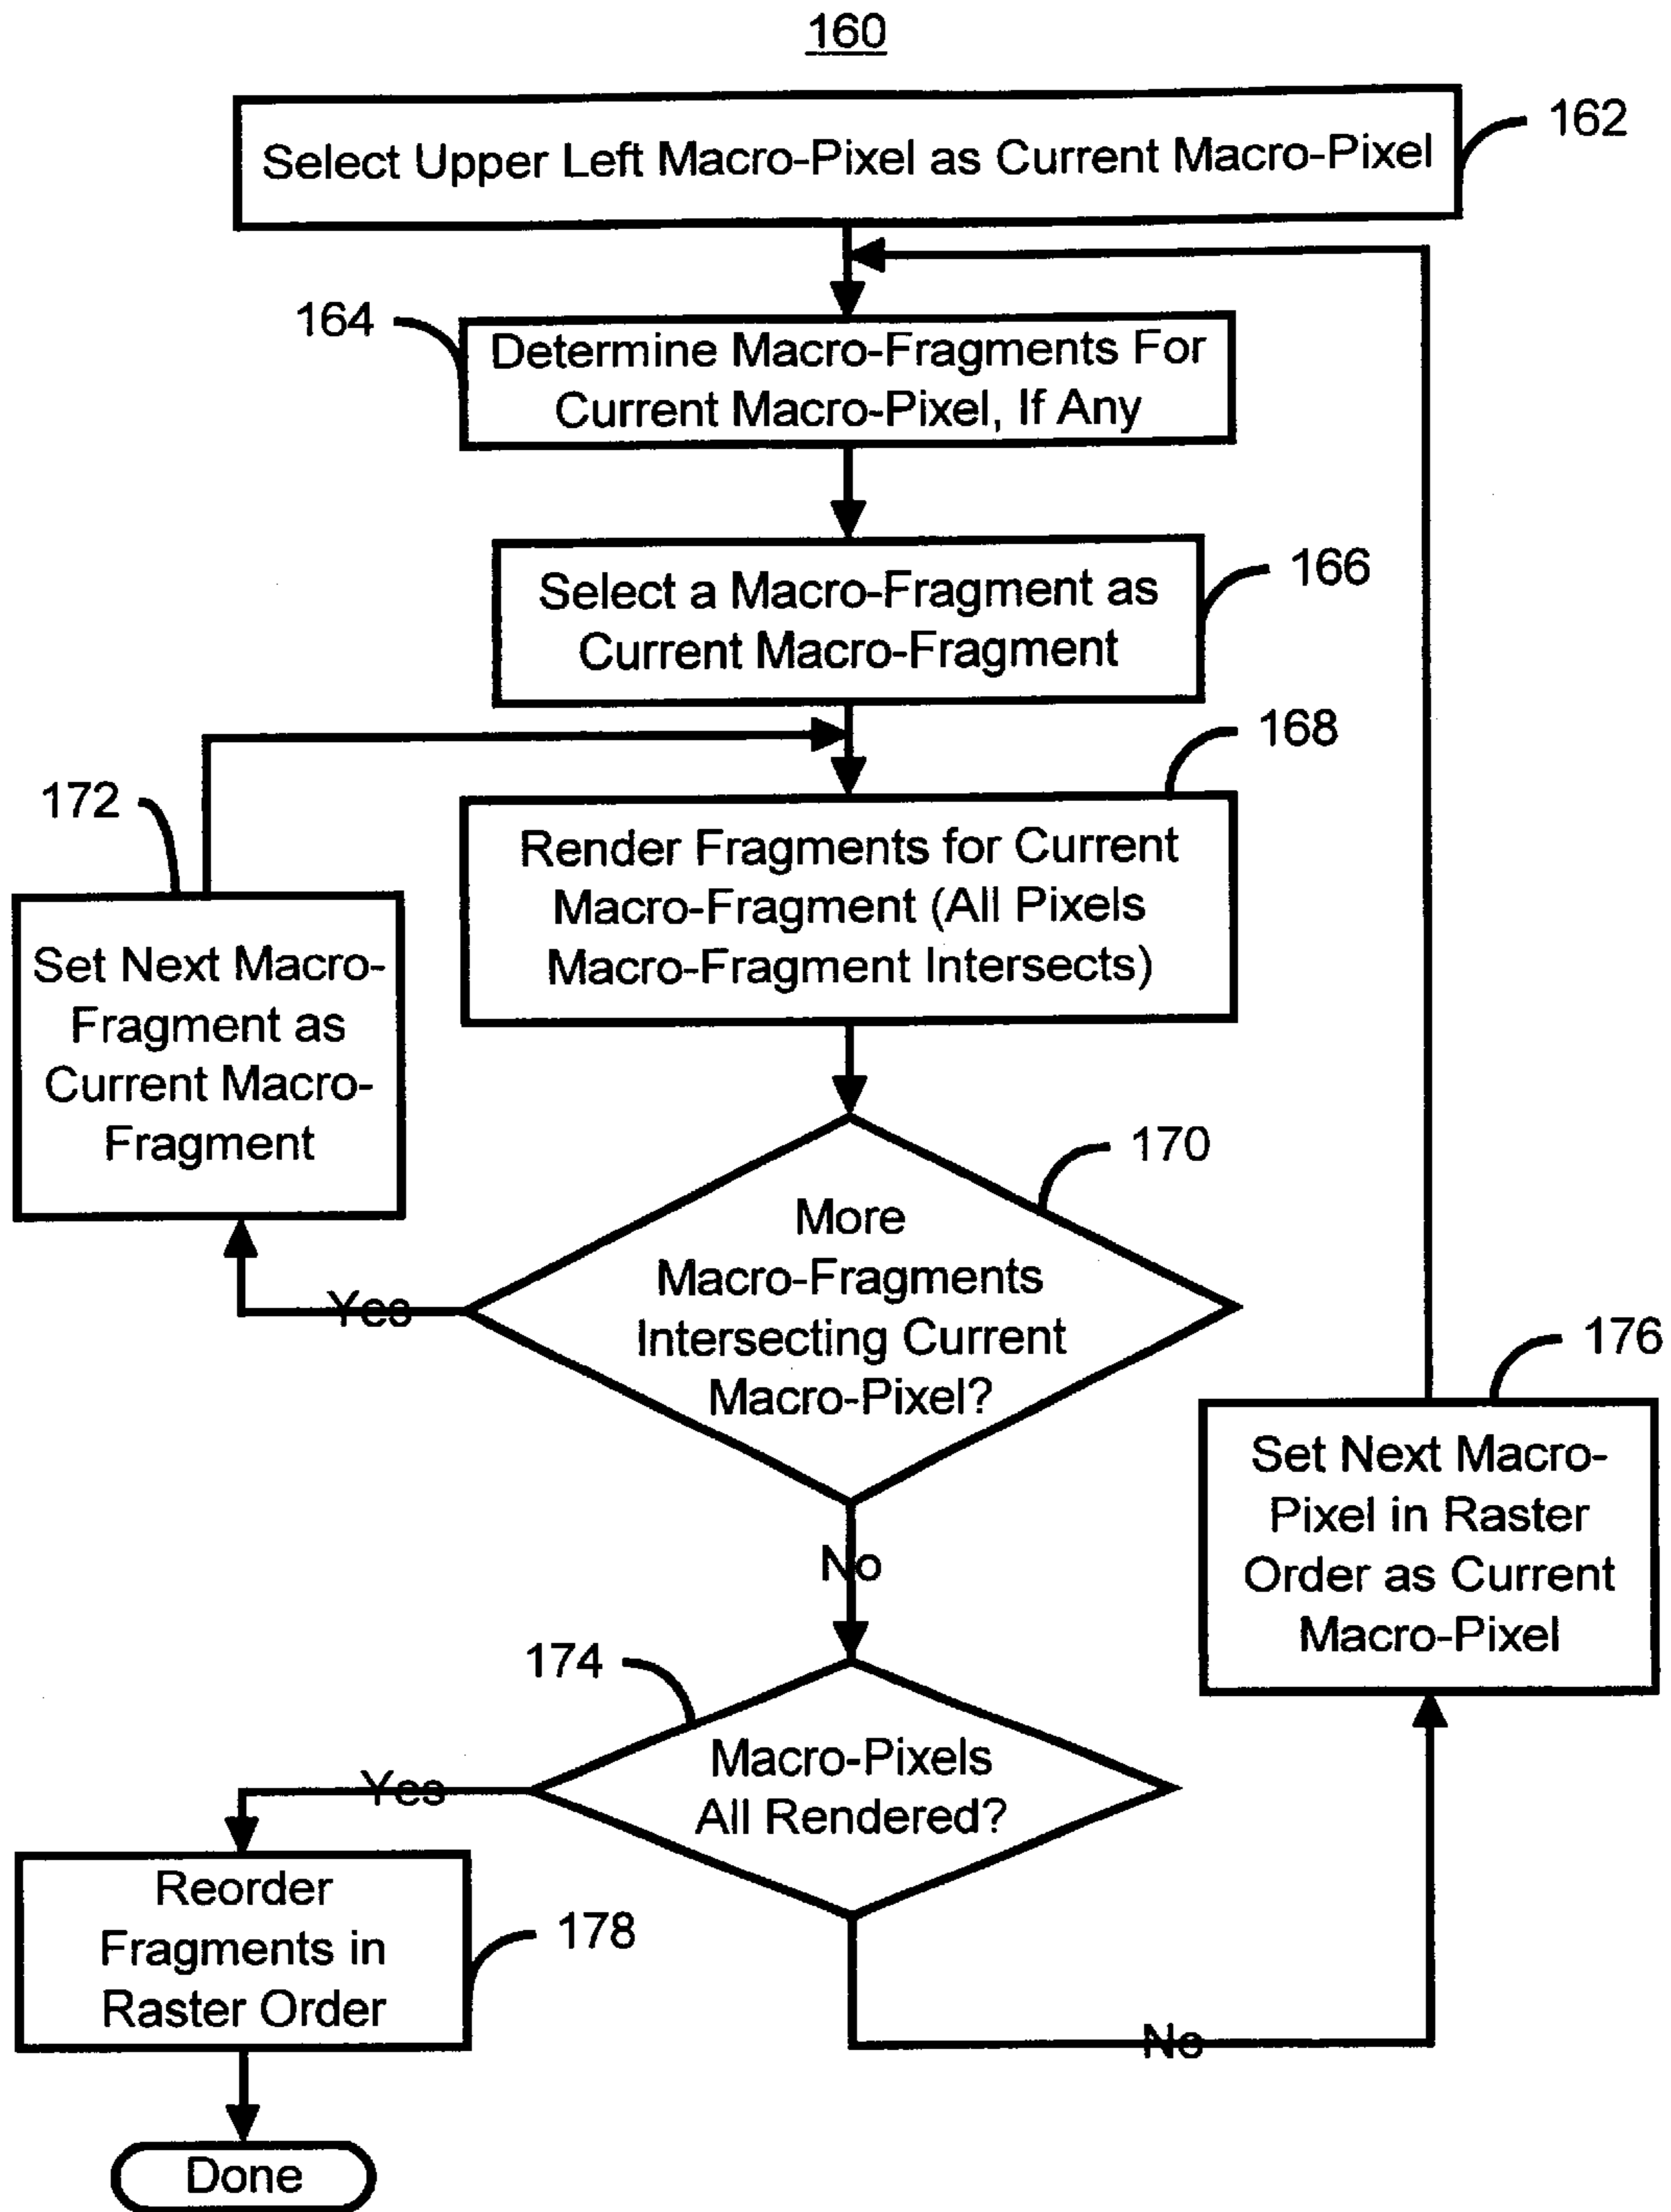 160
Select Upper Left Macro-Pixel as Current Macro-Pixel
162
164
Determine Macro-Fragments For
Current Macro-Pixel, If Any
Select a Macro-Fragment as
Current Macro-Fragment
166
168
172
Render Fragments for Current
Macro-Fragment (All Pixels
Macro-Fragment Intersects)
Set Next Macro-
Fragment as
Current Macro-
Fragment
170
More
Macro-Fragments
Intersecting Current
Macro-Pixel?
Yes
176
Set Next Macro-
Pixel in Raster
Order as Current
Macro-Pixel
No
174
Macro-Pixels
All Rendered?
Yes
Reorder
Fragments in
Raster Order
178
No
Done